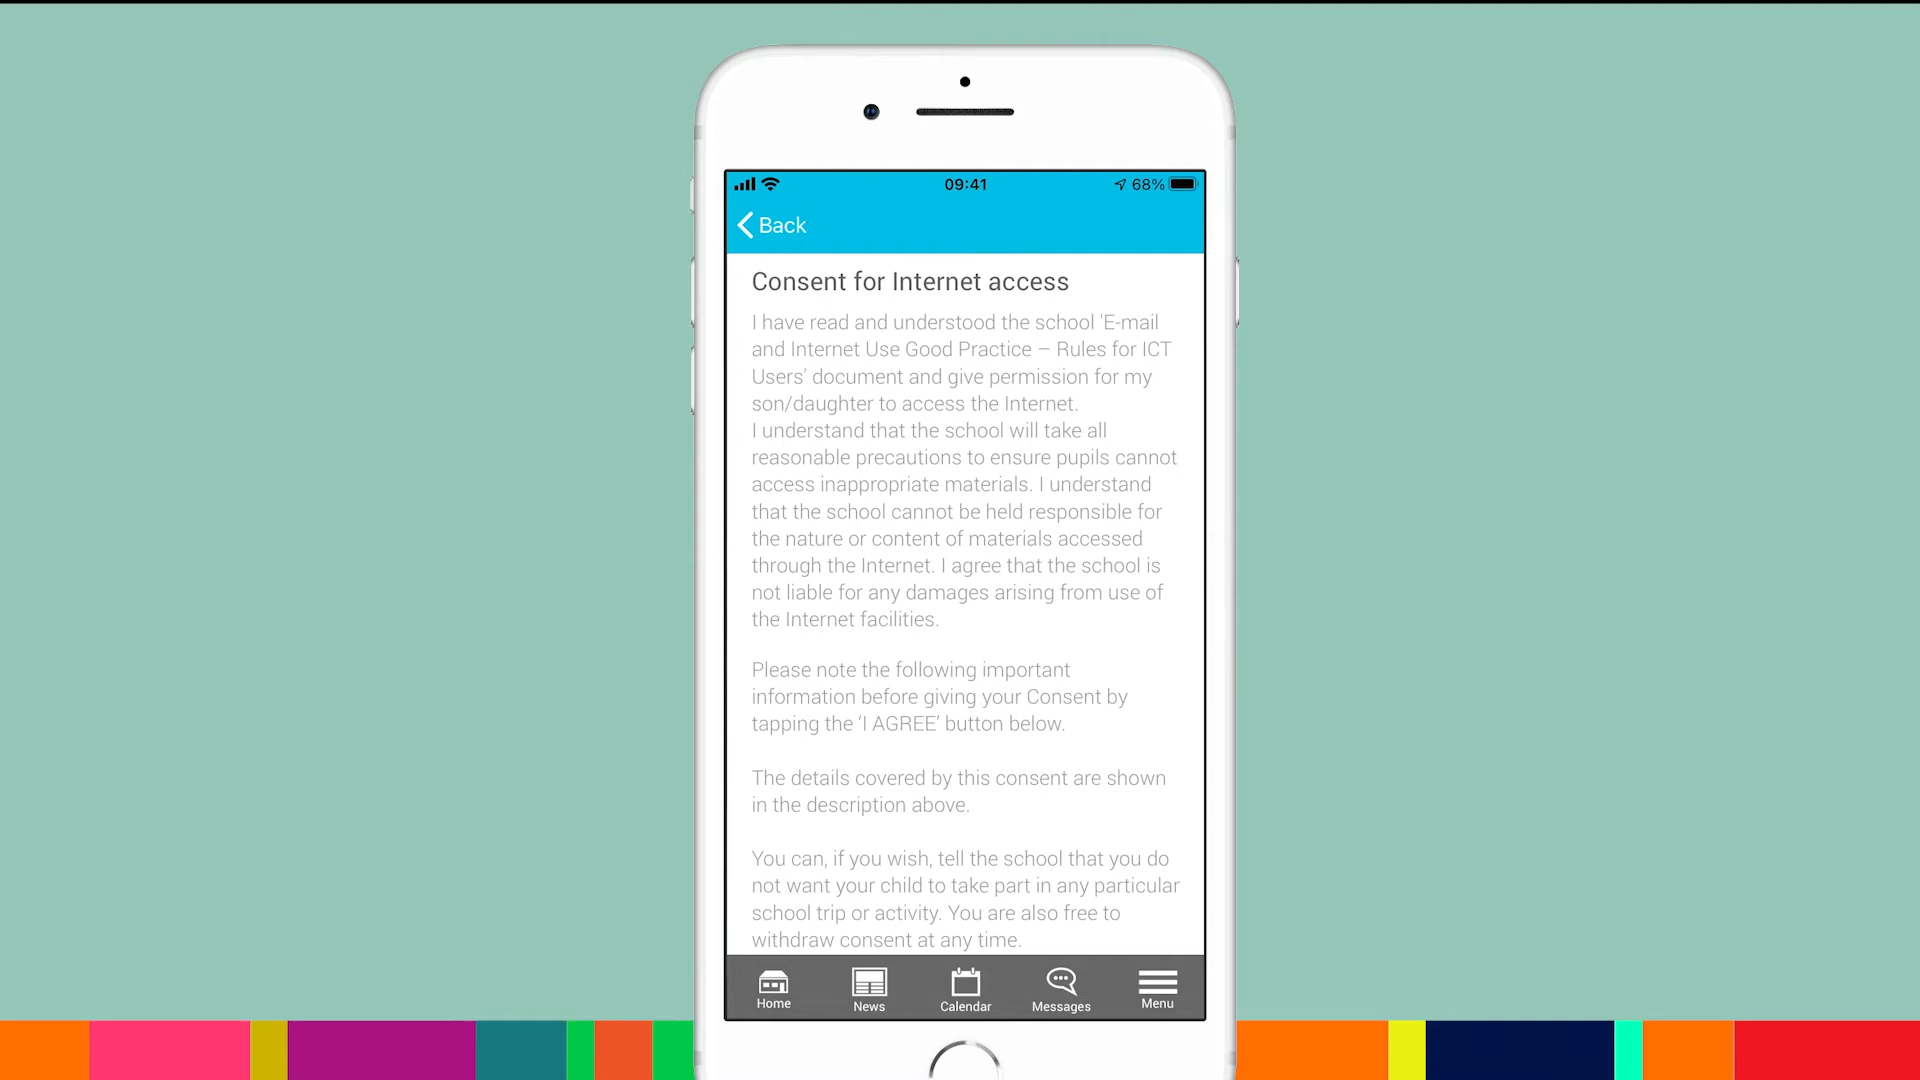 09:41
68%
Back
Consent for Internet access
I have read and understood the school 'E-mail
and Internet Use Good Practice – Rules for ICT
Users' document and give permission for my
son/daughter to access the Internet.
I understand that the school will take all
reasonable precautions to ensure pupils cannot
access inappropriate materials. I understand
that the school cannot be held responsible for
the nature or content of materials accessed
through the Internet. I agree that the school is
not liable for any damages arising from use of
the Internet facilities.
Please note the following important
information before giving your Consent by
tapping the ‘I AGREE’ button below.
The details covered by this consent are shown
in the description above.
You can, if you wish, tell the school that you do
not want your child to take part in any particular
school trip or activity. You are also free to
withdraw consent at any time.
Home
News
Calendar
Messages
Menu